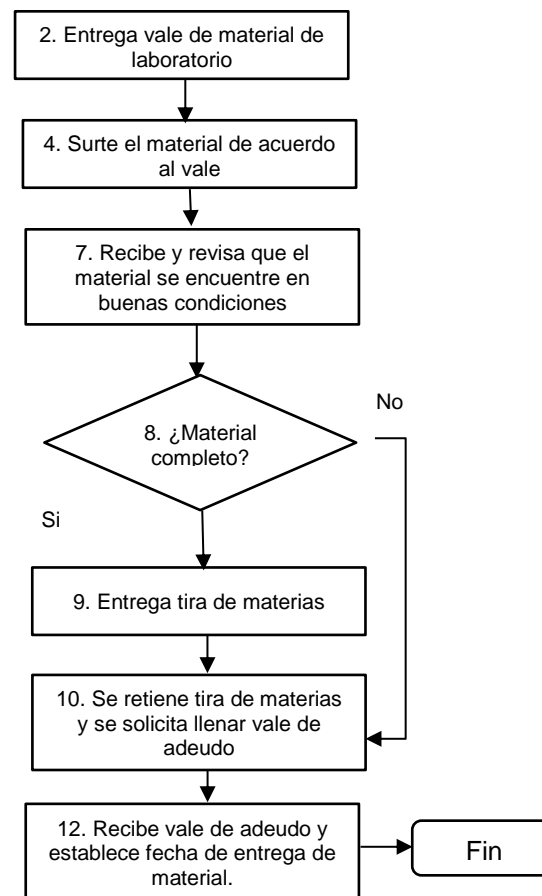 2. Entrega vale de material de
laboratorio
4. Surte el material de acuerdo
al vale
7. Recibe y revisa que el
material se encuentre en
buenas condiciones
No
8. ¿Material
completo?
Si
9. Entrega tira de materias
10. Se retiene tira de materias
y se solicita llenar vale de
adeudo
12. Recibe vale de adeudo y
establece fecha de entrega de
material.
Fin